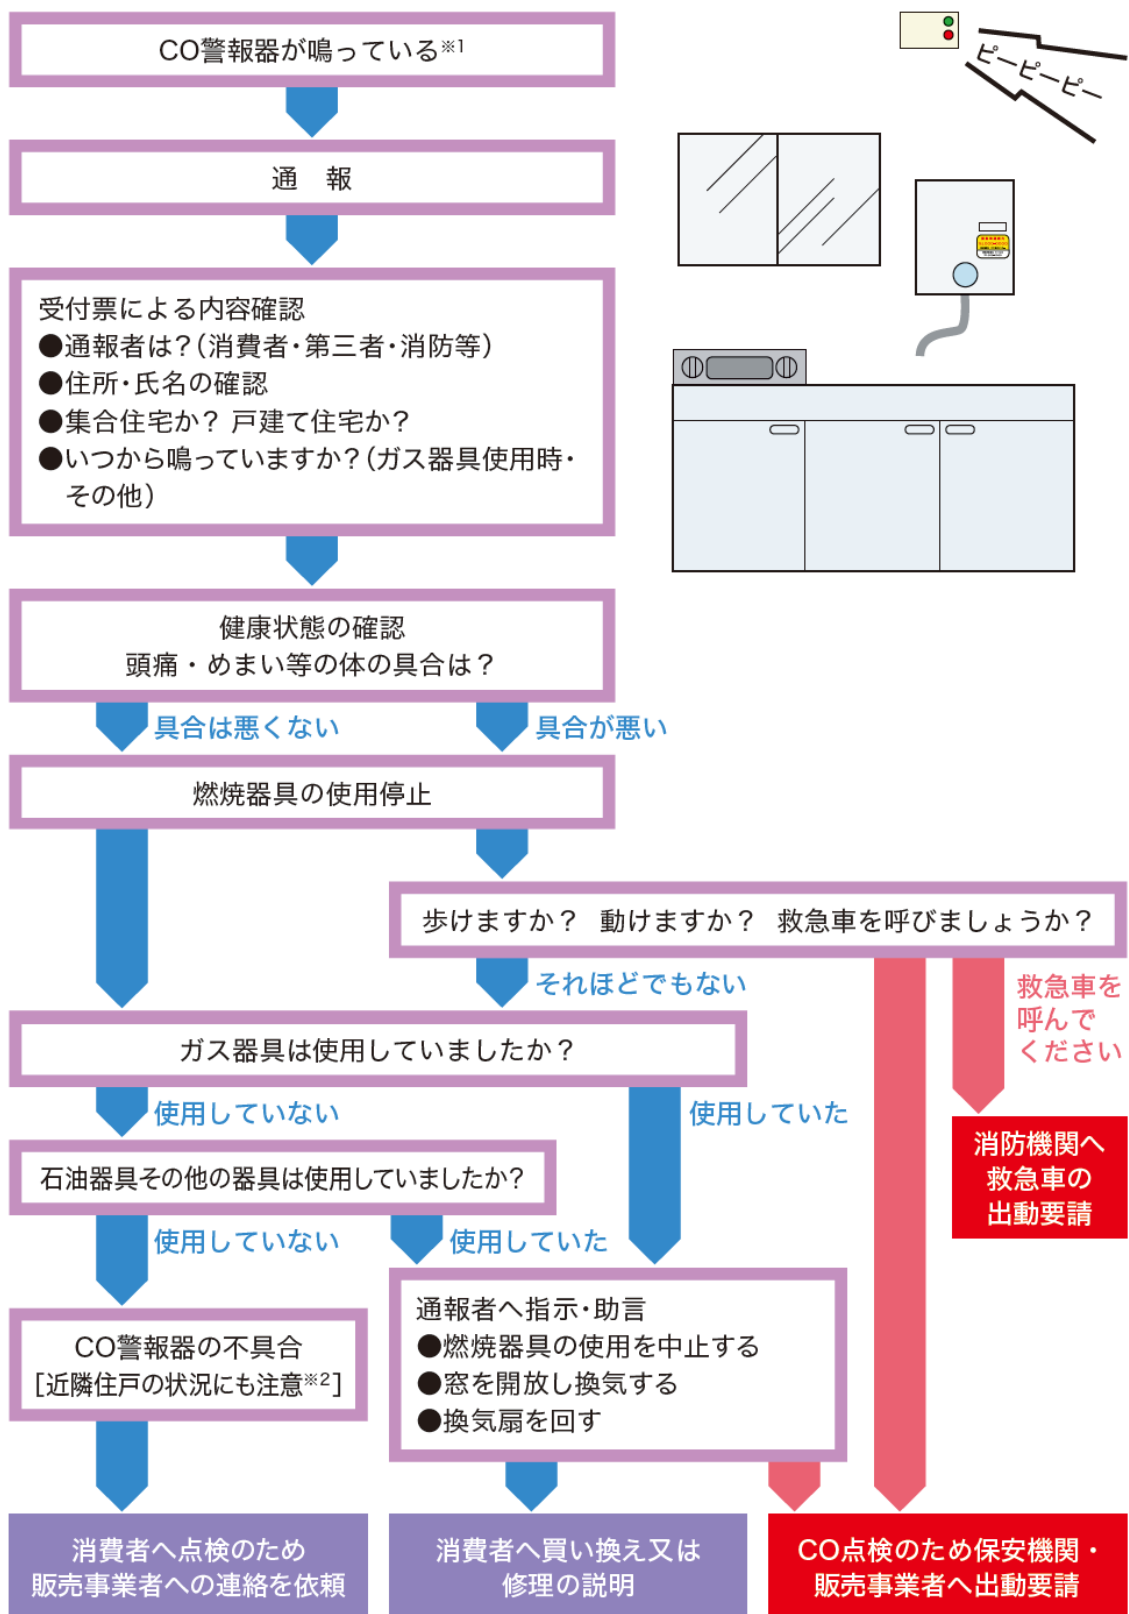 CO警報器が鳴っている※1
ピーピーピー
通　報
受付票による内容確認
●通報者は？（消費者・第三者・消防等）
●住所・氏名の確認
●集合住宅か？ 戸建て住宅か？
●いつから鳴っていますか？（ガス器具使用時・
その他）
健康状態の確認
頭痛・めまい等の体の具合は？
具合は悪くない
具合が悪い
燃焼器具の使用停止
歩けますか？ 動けますか？ 救急車を呼びましょうか？
それほどでもない
救急車を
呼んで
ください
ガス器具は使用していましたか？
使用していない
使用していた
消防機関へ
救急車の
出動要請
石油器具その他の器具は使用していましたか？
使用していない
使用していた
CO警報器の不具合
［近隣住戸の状況にも注意※2］
通報者へ指示・助言
●燃焼器具の使用を中止する
●窓を開放し換気する
●換気扇を回す
消費者へ点検のため
販売事業者への連絡を依頼
消費者へ買い換え又は
修理の説明
CO点検のため保安機関・
販売事業者へ出動要請